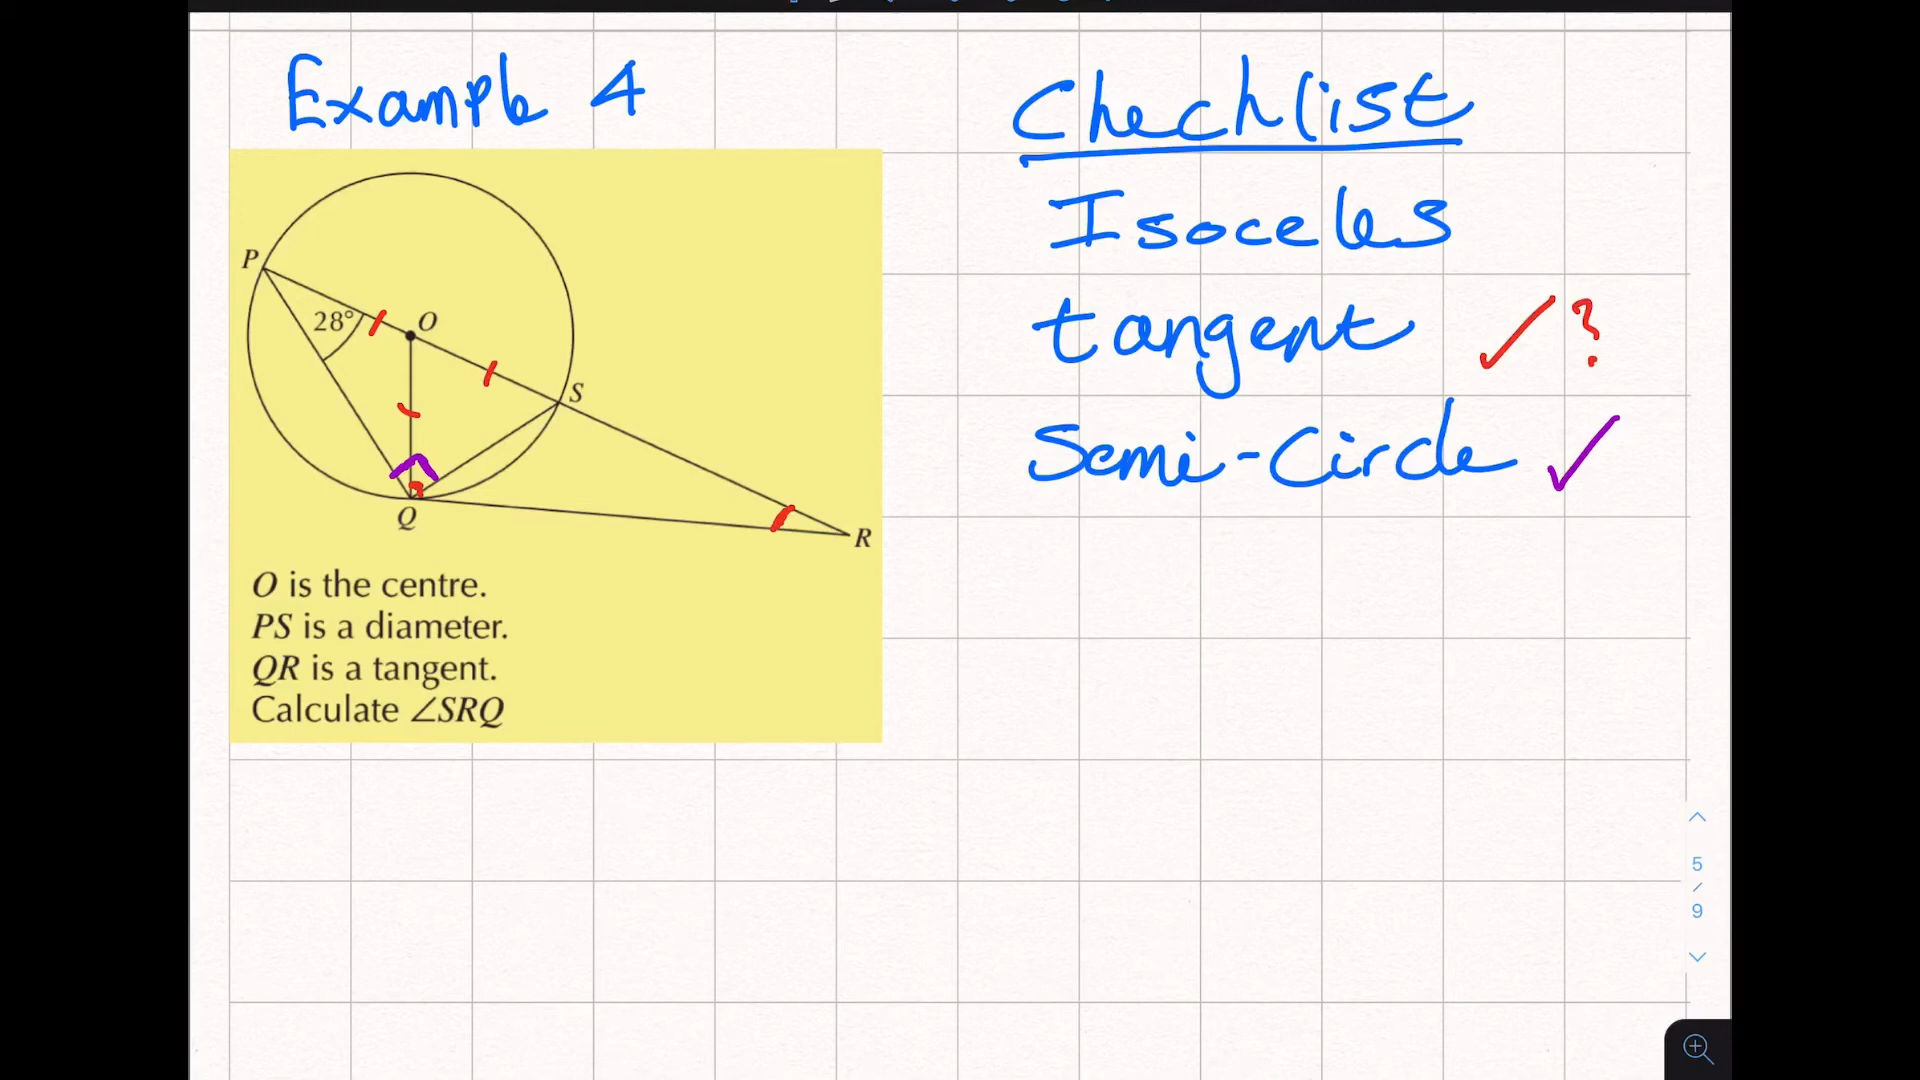 Example 4
Chechlist
Isoceles
tangent ✓?
Semi-Circle ✓
P
28°
O
S
Q
R
O is the centre.
PS is a diameter.
QR is a tangent.
Calculate ∠SRQ
5
/
9